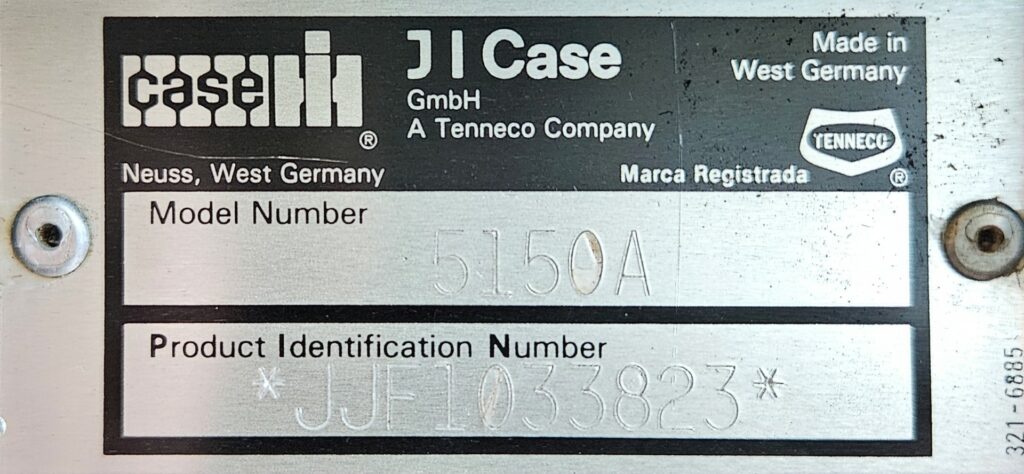 case IH ®
J I Case
GmbH
A Tenneco Company
Made in
West Germany
TENNECO ®
Neuss, West Germany
Marca Registrada
Model Number
5150A
Product Identification Number
*JJF1033823*
321-6885